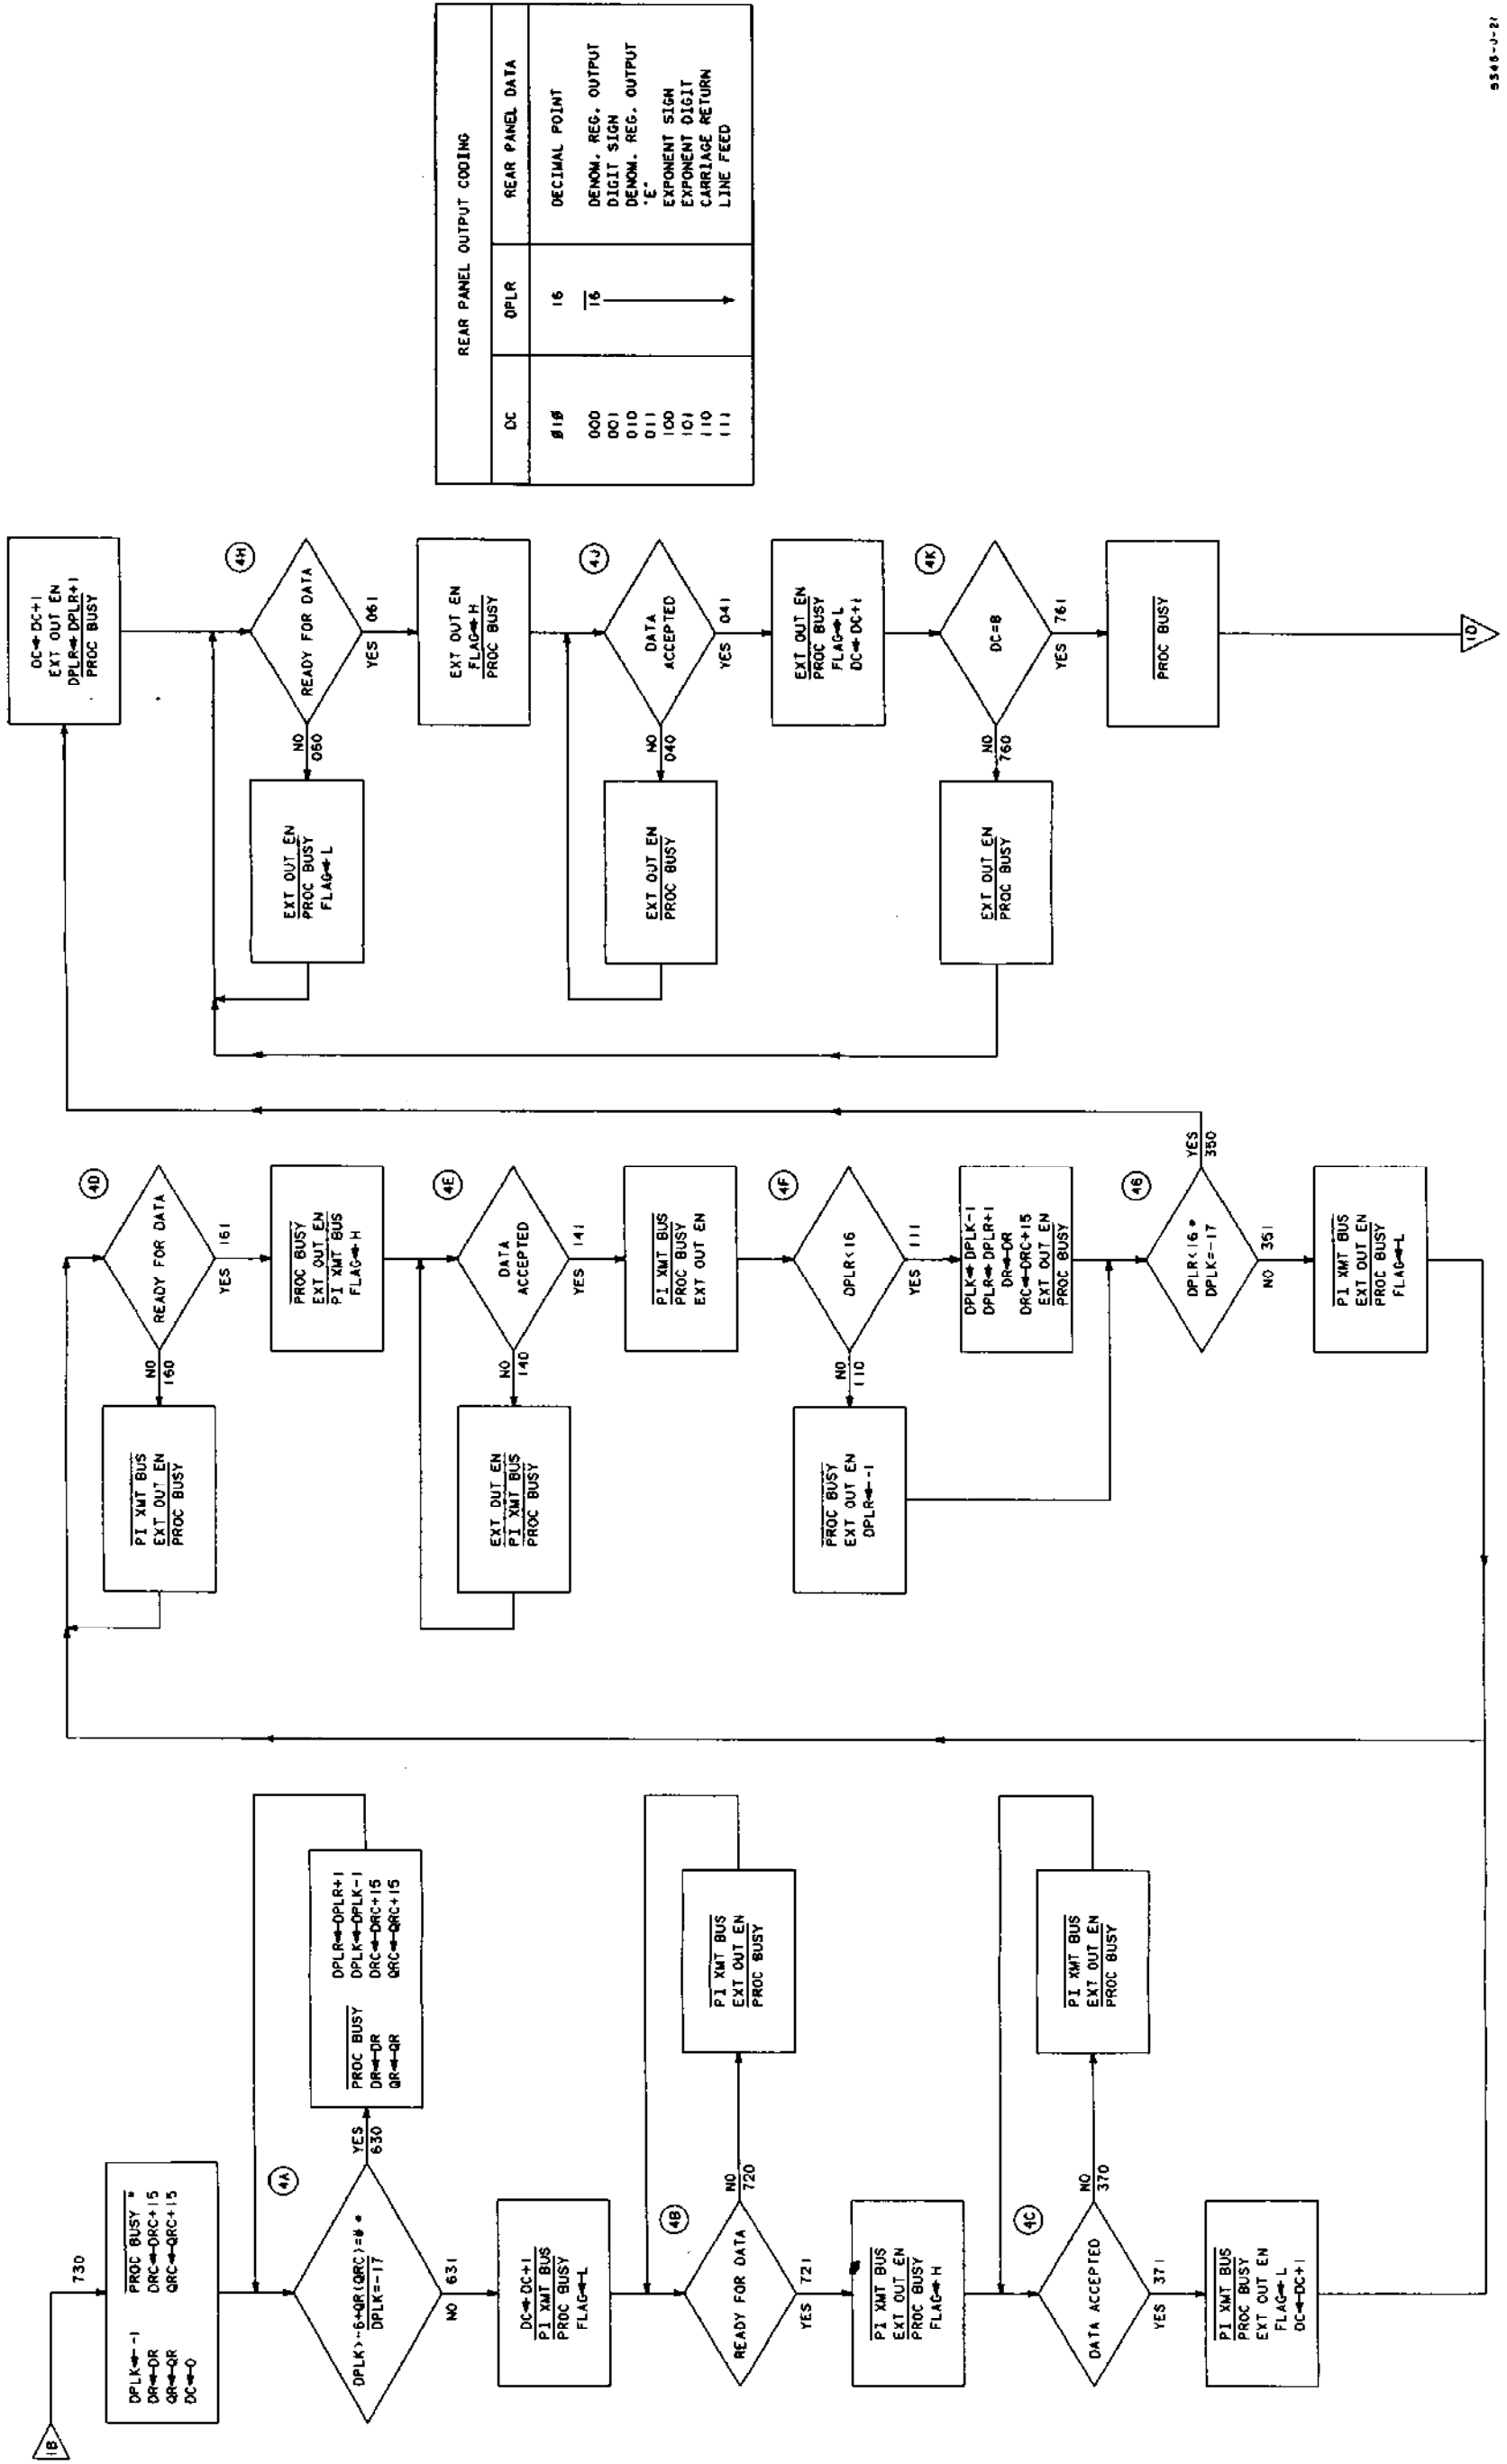 1B
730
DPLK←-1
DR←DR
QR←QR
DC←0
PROC BUSY *
DRC←DRC+15
QRC←QRC+15
4A
DPLK>-6+QR(QRC)=# *
DPLK=-17
YES
630
PROC BUSY
DR←DR
QR←QR
DPLR←DPLR+1
DPLK←DPLK-1
DRC←DRC+15
QRC←QRC+15
NO
631
DC←DC+1
PI XMT BUS
PROC BUSY
FLAG←L
4B
READY FOR DATA
NO
720
PI XMT BUS
EXT OUT EN
PROC BUSY
YES
721
PI XMT BUS
EXT OUT EN
PROC BUSY
FLAG←H
4C
DATA ACCEPTED
NO
370
PI XMT BUS
EXT OUT EN
PROC BUSY
YES
371
PI XMT BUS
PROC BUSY
EXT OUT EN
FLAG←L
DC←DC+1
4D
READY FOR DATA
NO
160
PI XMT BUS
EXT OUT EN
PROC BUSY
YES
161
PROC BUSY
EXT OUT EN
PI XMT BUS
FLAG←H
4E
DATA
ACCEPTED
NO
140
EXT OUT EN
PI XMT BUS
PROC BUSY
YES
141
PI XMT BUS
PROC BUSY
EXT OUT EN
4F
DPLR<16
NO
110
PROC BUSY
EXT OUT EN
DPLR←-1
YES
111
DPLK←DPLK-1
DPLR←DPLR+1
DR←DR
DRC←DRC+15
EXT OUT EN
PROC BUSY
4G
DPLR<16 *
DPLK=-17
YES
350
NO
351
PI XMT BUS
EXT OUT EN
PROC BUSY
FLAG←L
DC←DC+1
EXT OUT EN
DPLR←DPLR+1
PROC BUSY
4H
READY FOR DATA
NO
060
EXT OUT EN
PROC BUSY
FLAG←L
YES
061
EXT OUT EN
FLAG←H
PROC BUSY
4J
DATA
ACCEPTED
NO
040
EXT OUT EN
PROC BUSY
YES
041
EXT OUT EN
PROC BUSY
FLAG←L
DC←DC+1
4K
DC=8
NO
760
EXT OUT EN
PROC BUSY
YES
761
PROC BUSY
1D
REAR PANEL OUTPUT CODING
DC DPLR REAR PANEL DATA
010 16 DECIMAL POINT
000 16 DENOM. REG. OUTPUT
001 DIGIT SIGN
010 DENOM. REG. OUTPUT
011 "E"
100 EXPONENT SIGN
101 EXPONENT DIGIT
110 CARRIAGE RETURN
111 LINE FEED